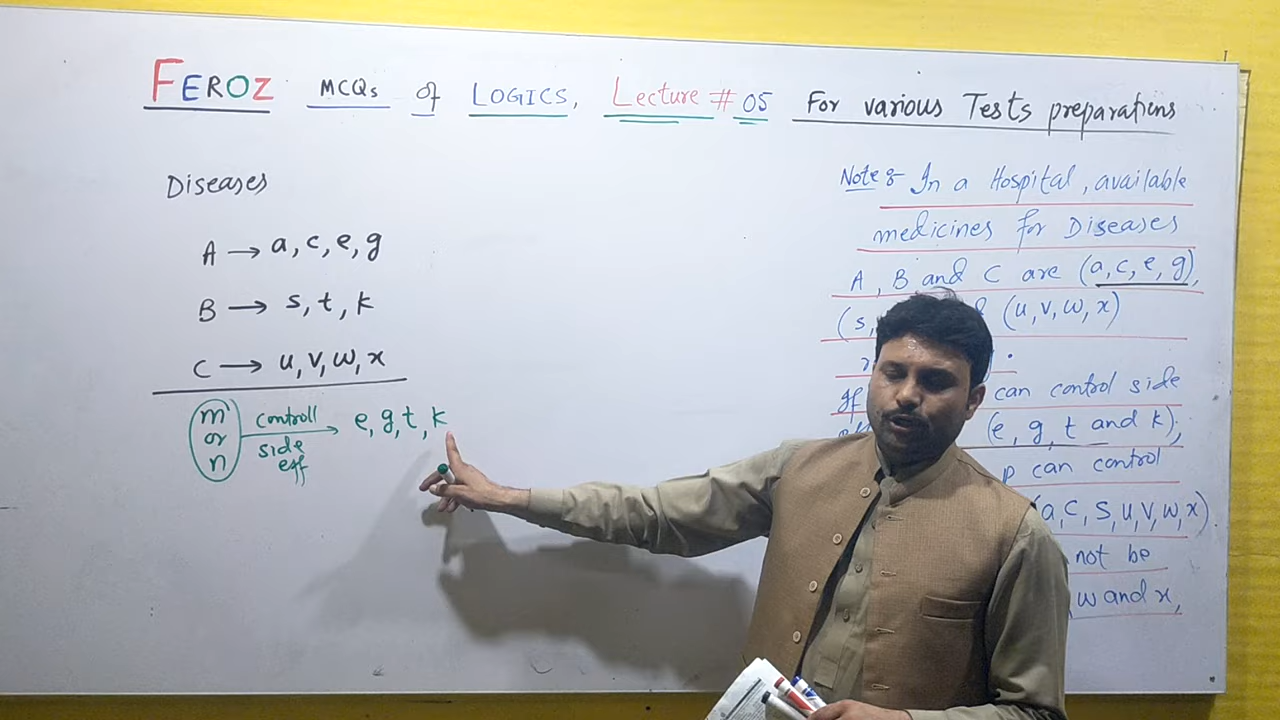 FEROZ MCQs of LOGICS, Lecture # 05 For various Tests preparations
Diseases
A → a, c, e, g
B → s, t, k
C → u, v, w, x
m or n controll side eff → e, g, t, k
Note :- In a Hospital, available
medicines for Diseases
A, B and C are (a, c, e, g),
(s, (u, v, w, x)
can control side
(e, g, t and k);
p can control
(a, c, s, u, v, w, x).
not be
w and x,